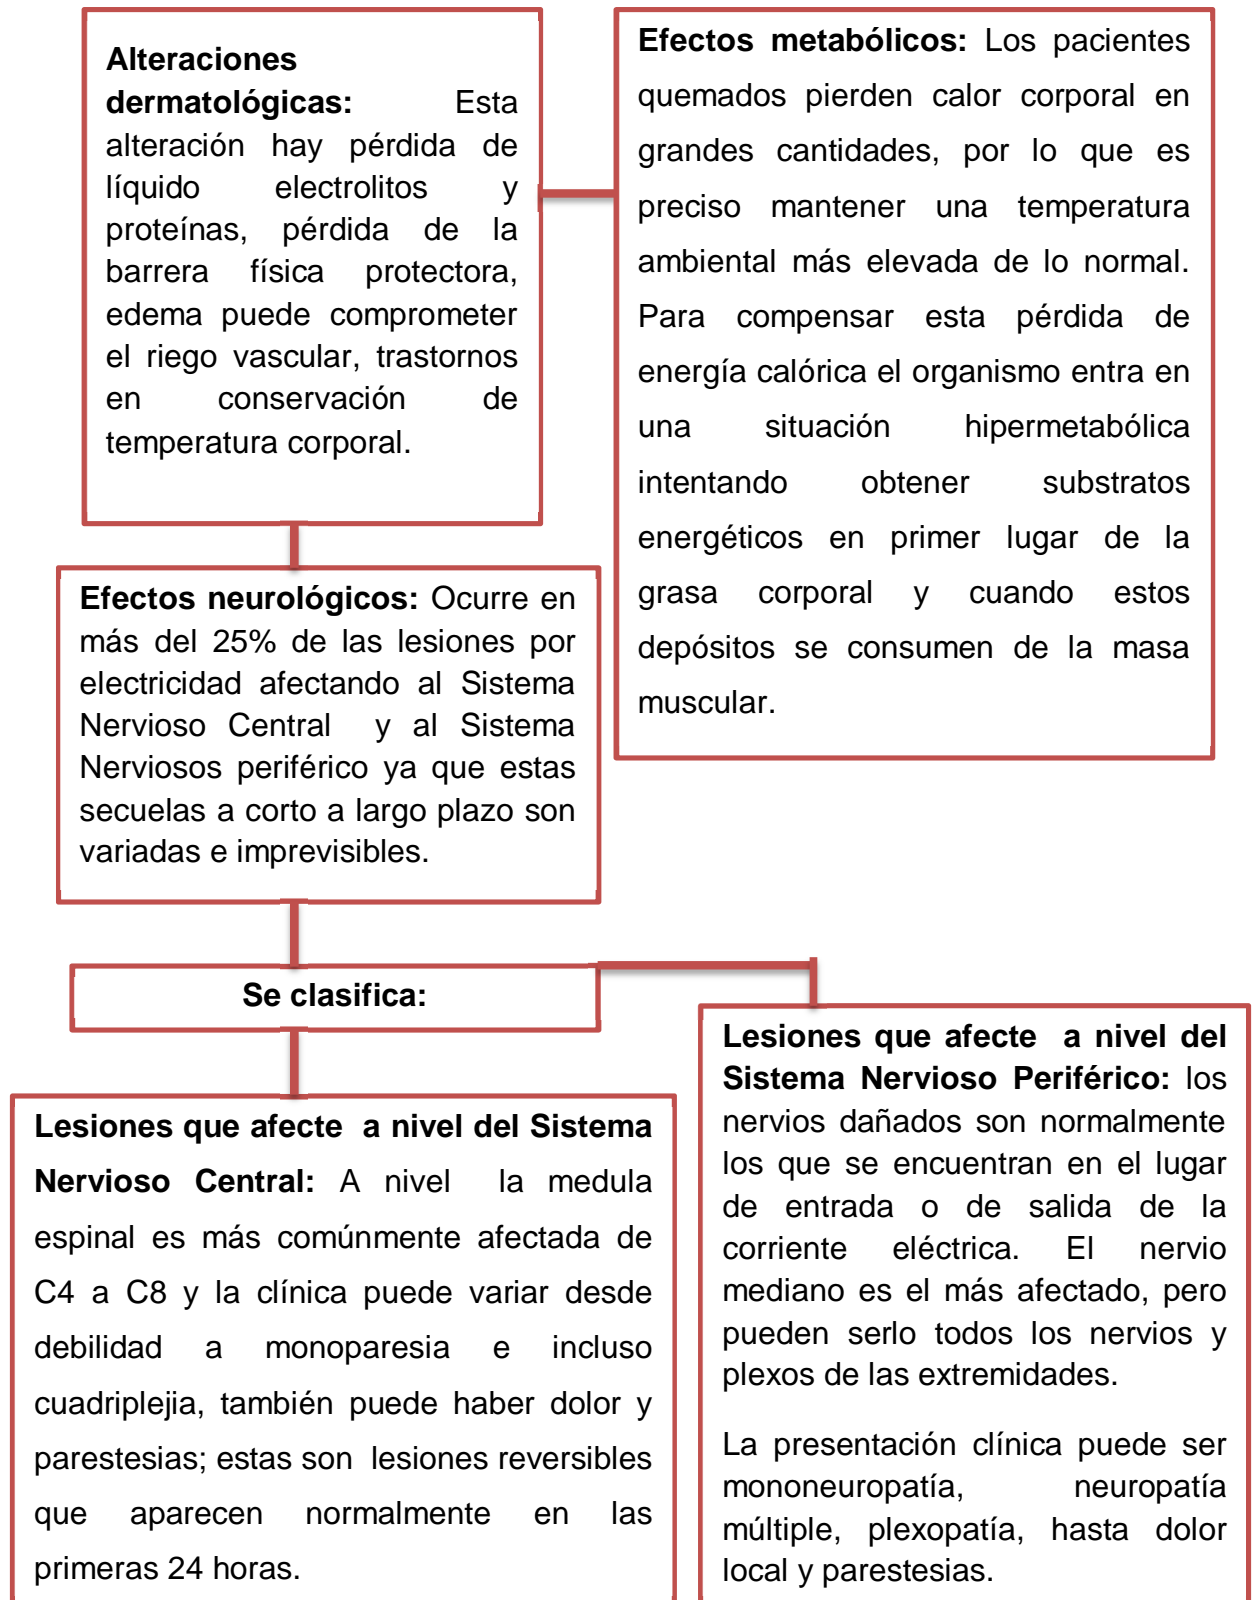 Alteraciones
dermatológicas: Esta
alteración hay pérdida de
líquido electrolitos y
proteínas, pérdida de la
barrera física protectora,
edema puede comprometer
el riego vascular, trastornos
en conservación de
temperatura corporal.
Efectos metabólicos: Los pacientes
quemados pierden calor corporal en
grandes cantidades, por lo que es
preciso mantener una temperatura
ambiental más elevada de lo normal.
Para compensar esta pérdida de
energía calórica el organismo entra en
una situación hipermetabólica
intentando obtener substratos
energéticos en primer lugar de la
grasa corporal y cuando estos
depósitos se consumen de la masa
muscular.
Efectos neurológicos: Ocurre en
más del 25% de las lesiones por
electricidad afectando al Sistema
Nervioso Central y al Sistema
Nerviosos periférico ya que estas
secuelas a corto a largo plazo son
variadas e imprevisibles.
Se clasifica:
Lesiones que afecte a nivel del Sistema
Nervioso Central: A nivel la medula
espinal es más comúnmente afectada de
C4 a C8 y la clínica puede variar desde
debilidad a monoparesia e incluso
cuadriplejia, también puede haber dolor y
parestesias; estas son lesiones reversibles
que aparecen normalmente en las
primeras 24 horas.
Lesiones que afecte a nivel del
Sistema Nervioso Periférico: los
nervios dañados son normalmente
los que se encuentran en el lugar
de entrada o de salida de la
corriente eléctrica. El nervio
mediano es el más afectado, pero
pueden serlo todos los nervios y
plexos de las extremidades.
La presentación clínica puede ser
mononeuropatía, neuropatía
múltiple, plexopatía, hasta dolor
local y parestesias.